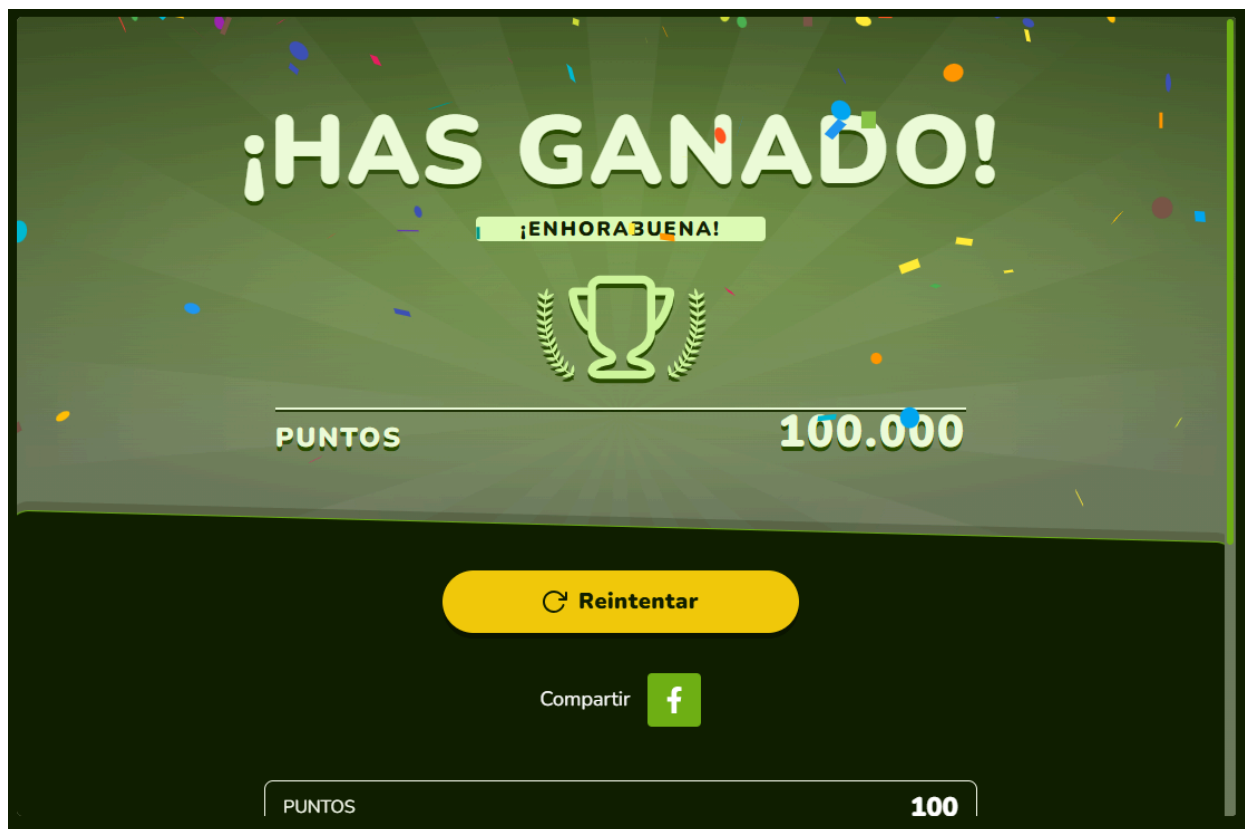 ¡HAS GANADO!
¡ENHORABUENA!
PUNTOS 100.000
Reintentar
Compartir
PUNTOS 100